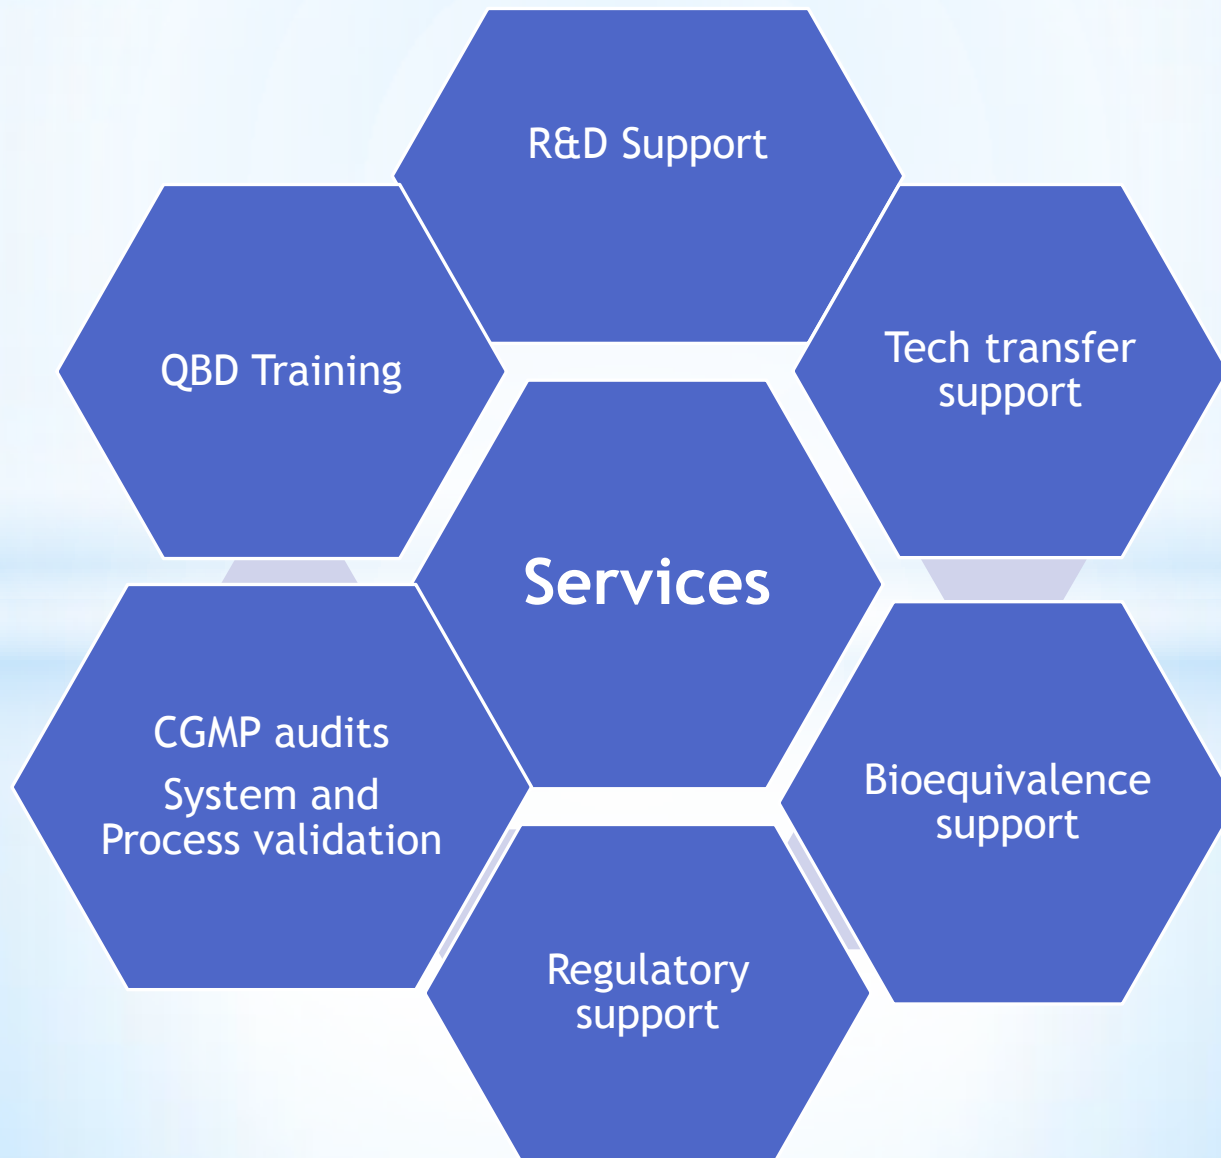 R&D Support
QBD Training
Tech transfer
support
Services
CGMP audits
System and
Process validation
Bioequivalence
support
Regulatory
support